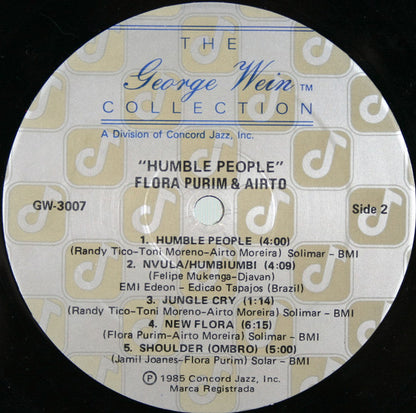 THE
George Wein TM
COLLECTION
A Division of Concord Jazz, Inc.
"HUMBLE PEOPLE"
FLORA PURIM & AIRTO
GW-3007
Side 2
1. HUMBLE PEOPLE (4:00)
(Randy Tico-Toni Moreno-Airto Moreira) Solimar - BMI
2. NVULA/HUMBIUMBI (4:09)
(Felipe Mukenga-Djavan)
EMI Edeon - Edicao Tapajos (Brazil)
3. JUNGLE CRY (1:14)
(Randy Tico-Toni Moreno-Airto Moreira) Solimar - BMI
4. NEW FLORA (6:15)
(Flora Purim-Airto Moreira) Solimar - BMI
5. SHOULDER (OMBRO) (5:00)
(Jamil Joanes-Flora Purim) Solar - BMI
Ⓟ 1985 Concord Jazz, Inc.
Marca Registrada